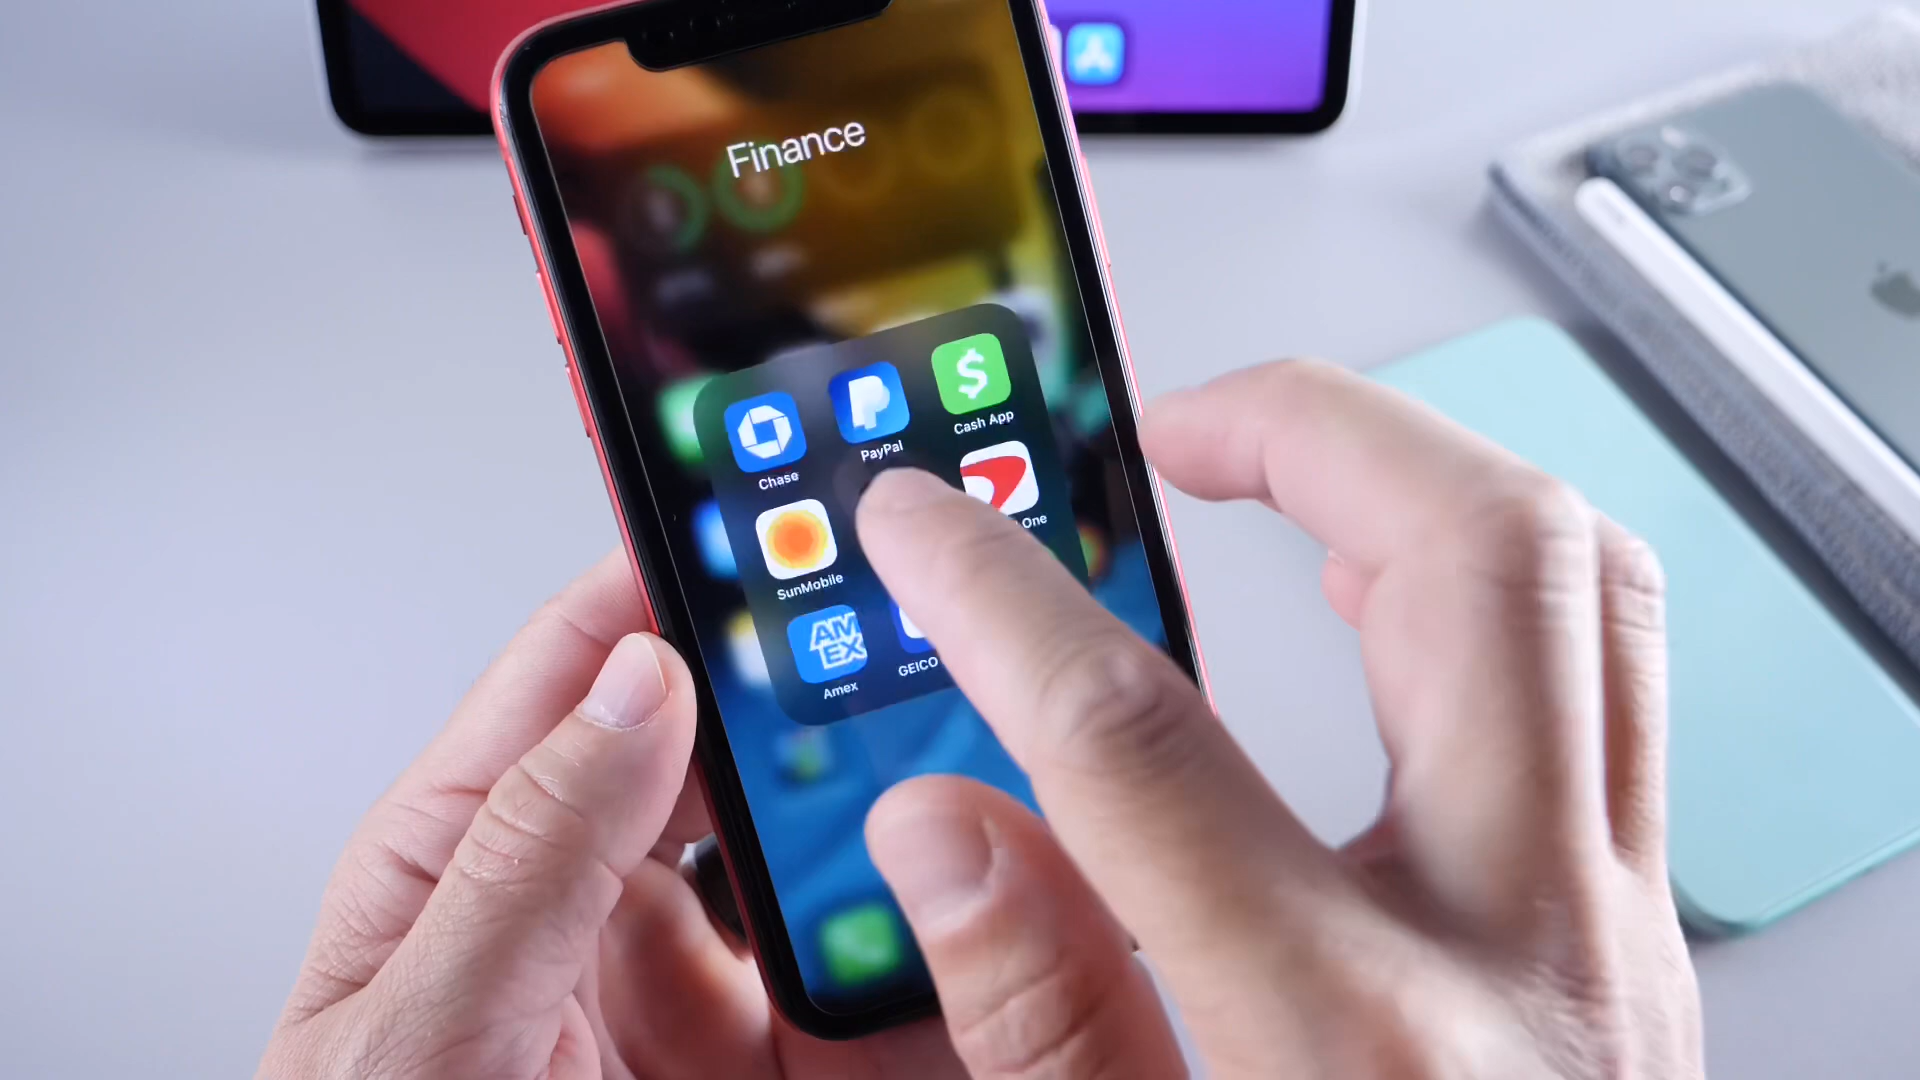 Finance
Chase
PayPal
Cash App
SunMobile
One
AM
EX
Amex
GEICO